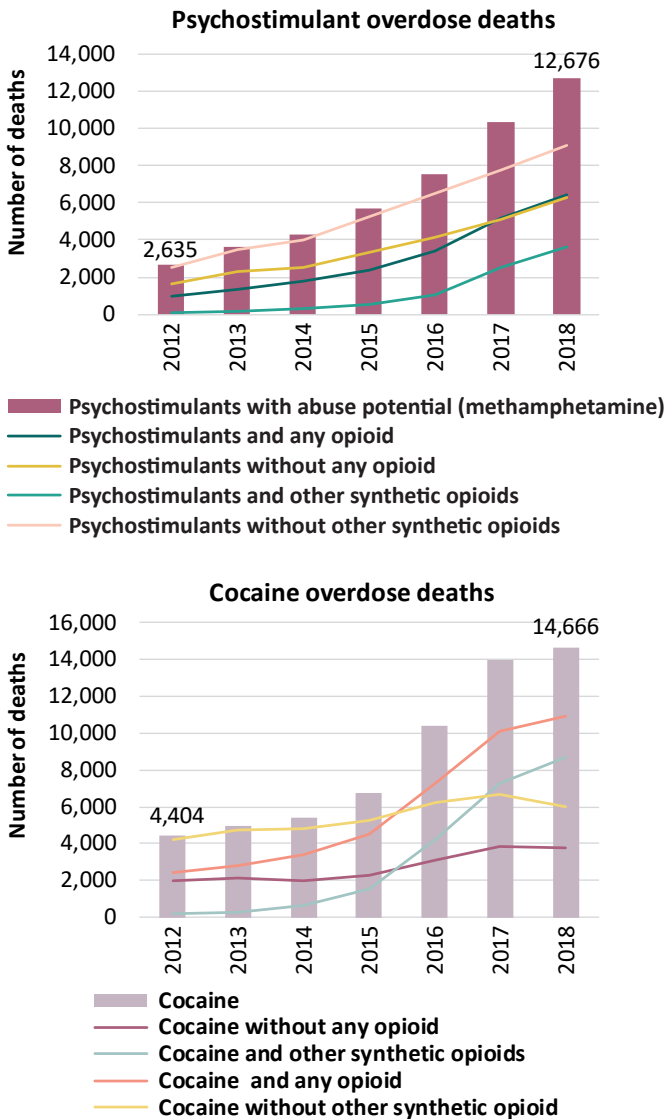 Psychostimulant overdose deaths
Number of deaths
14,000
12,000
10,000
8,000
6,000
4,000
2,000
0
2,635
12,676
2012
2013
2014
2015
2016
2017
2018
Psychostimulants with abuse potential (methamphetamine)
Psychostimulants and any opioid
Psychostimulants without any opioid
Psychostimulants and other synthetic opioids
Psychostimulants without other synthetic opioids
Cocaine overdose deaths
Number of deaths
16,000
14,000
12,000
10,000
8,000
6,000
4,000
2,000
0
4,404
14,666
2012
2013
2014
2015
2016
2017
2018
Cocaine
Cocaine without any opioid
Cocaine and other synthetic opioids
Cocaine and any opioid
Cocaine without other synthetic opioid